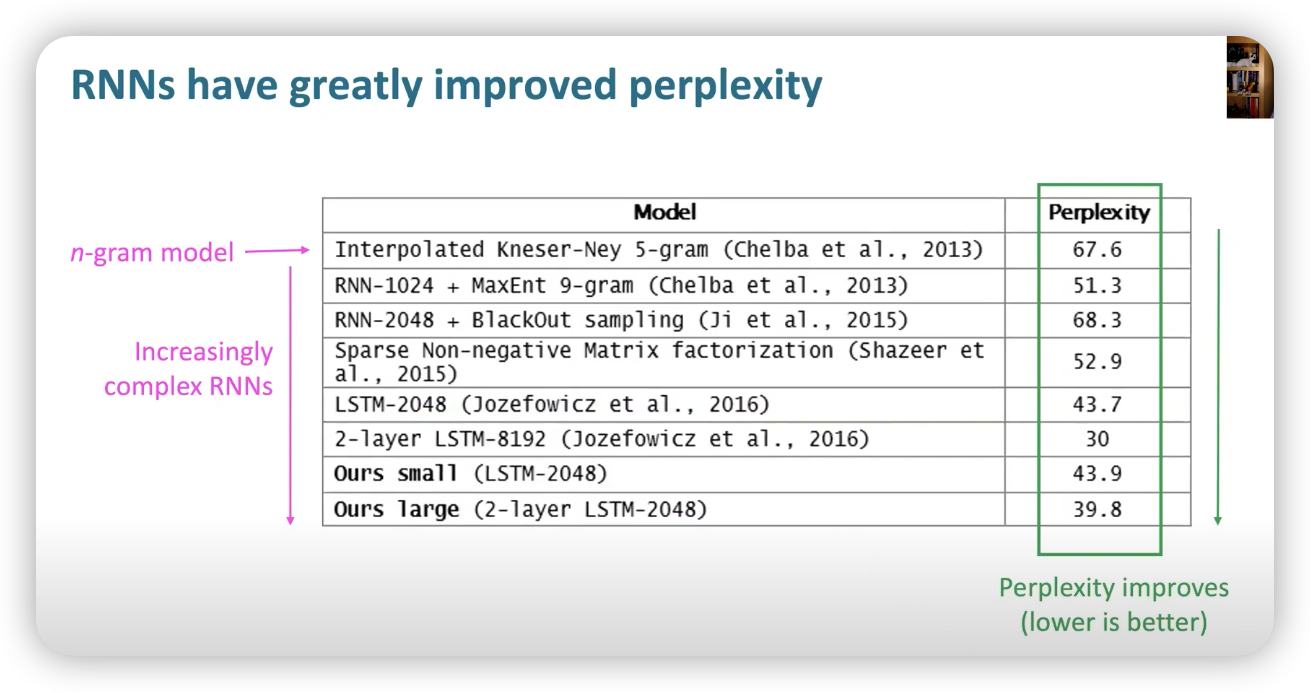 RNNs have greatly improved perplexity
Model Perplexity
n-gram model
Interpolated Kneser-Ney 5-gram (Chelba et al., 2013) 67.6
RNN-1024 + MaxEnt 9-gram (Chelba et al., 2013) 51.3
RNN-2048 + BlackOut sampling (Ji et al., 2015) 68.3
Increasingly
complex RNNs
Sparse Non-negative Matrix factorization (Shazeer et
al., 2015) 52.9
LSTM-2048 (Jozefowicz et al., 2016) 43.7
2-layer LSTM-8192 (Jozefowicz et al., 2016) 30
Ours small (LSTM-2048) 43.9
Ours large (2-layer LSTM-2048) 39.8
Perplexity improves
(lower is better)